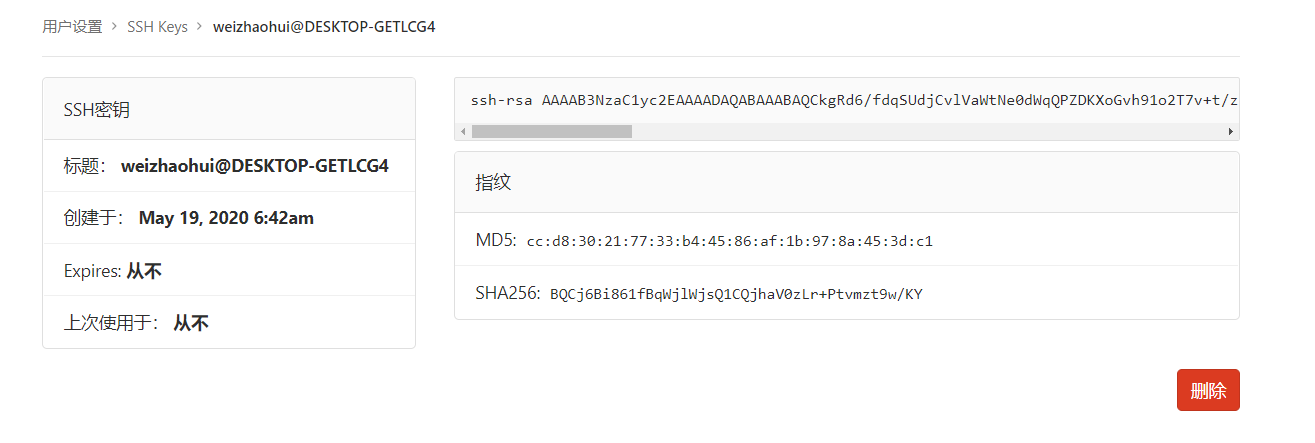 用户设置 > SSH Keys > weizhaohui@DESKTOP-GETLCG4
SSH密钥
标题： weizhaohui@DESKTOP-GETLCG4
创建于： May 19, 2020 6:42am
Expires: 从不
上次使用于： 从不
ssh-rsa AAAAB3NzaC1yc2EAAAADAQABAAABAQCkgRd6/fdqSUdjCvlVaWtNe0dWqQPZDKXoGvh91o2T7v+t/z
指纹
MD5: cc:d8:30:21:77:33:b4:45:86:af:1b:97:8a:45:3d:c1
SHA256: BQCj6Bi861fBqWjlWjsQ1CQjhaV0zLr+Ptvmzt9w/KY
删除